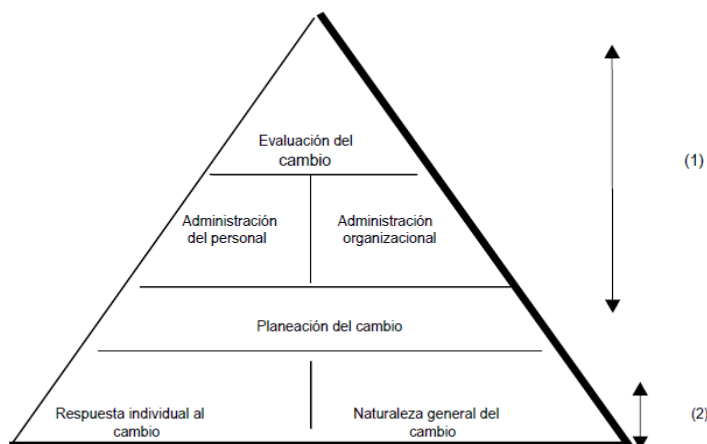 Evaluación del
cambio
(1)
Administración
del personal
Administración
organizacional
Planeación del cambio
Respuesta individual al
cambio
Naturaleza general del
cambio
(2)